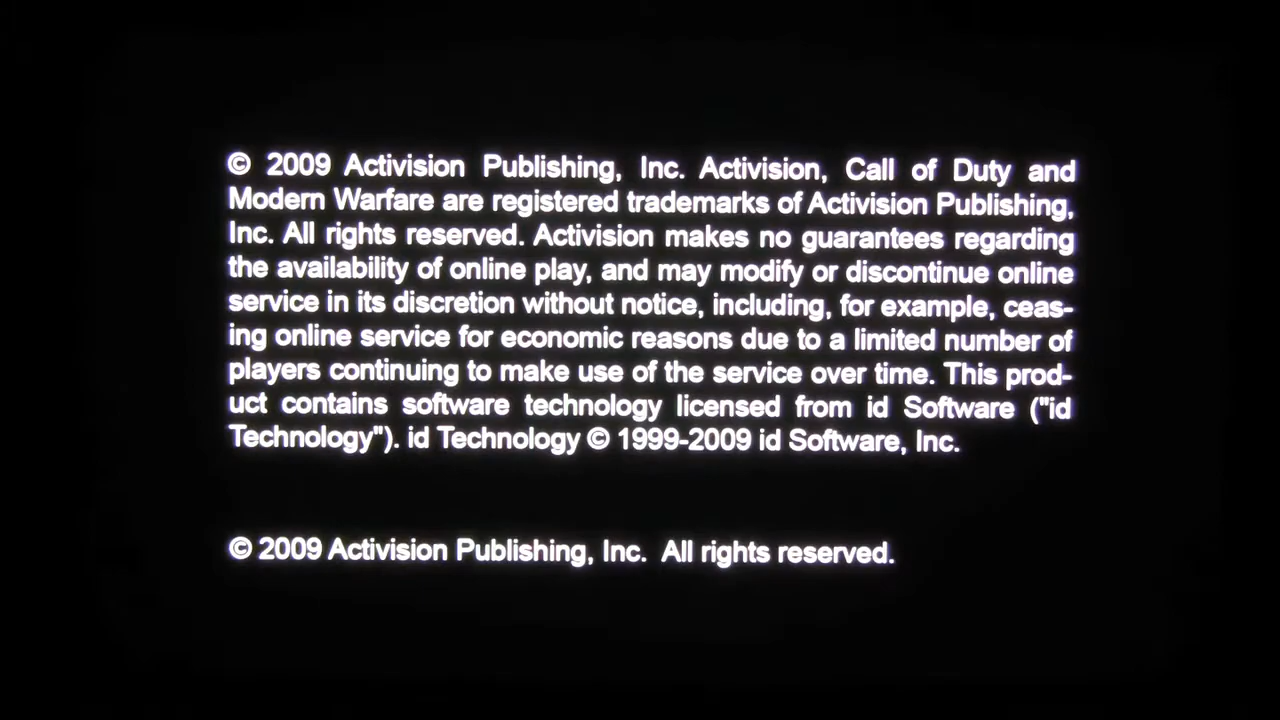 © 2009 Activision Publishing, Inc. Activision, Call of Duty and
Modern Warfare are registered trademarks of Activision Publishing,
Inc. All rights reserved. Activision makes no guarantees regarding
the availability of online play, and may modify or discontinue online
service in its discretion without notice, including, for example, ceas-
ing online service for economic reasons due to a limited number of
players continuing to make use of the service over time. This prod-
uct contains software technology licensed from id Software ("id
Technology"). id Technology © 1999-2009 id Software, Inc.
© 2009 Activision Publishing, Inc. All rights reserved.